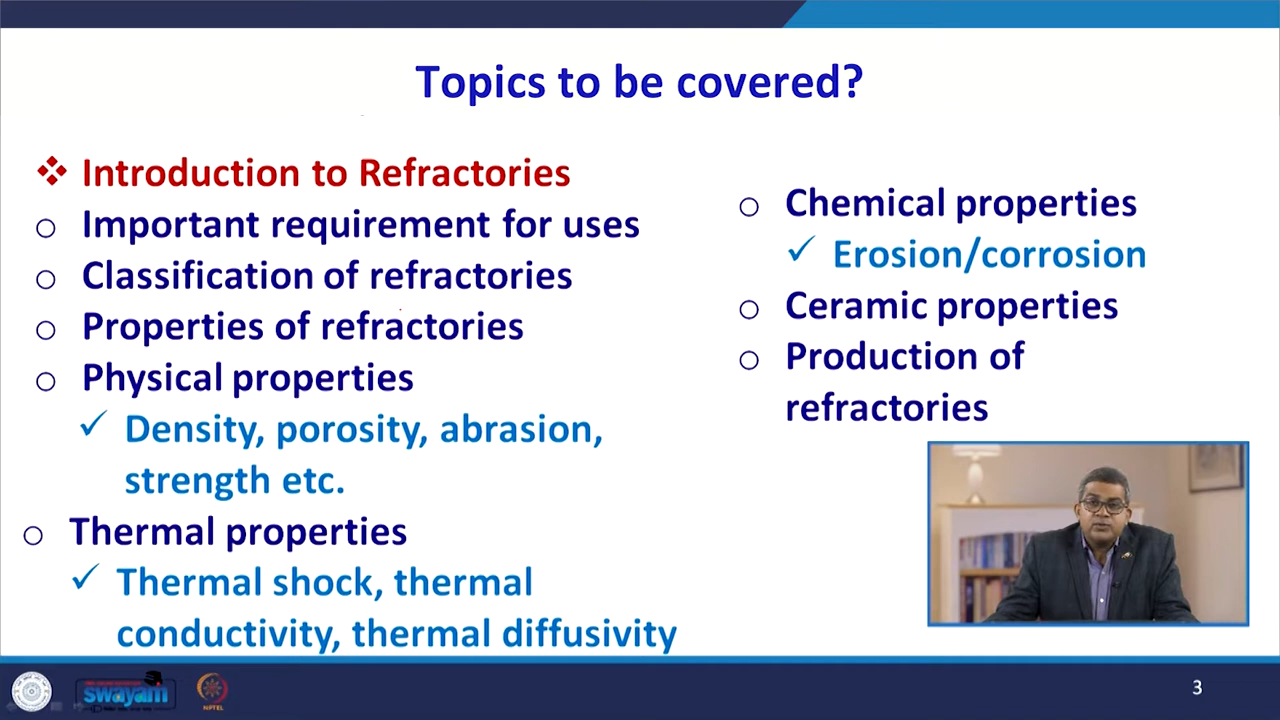 Topics to be covered?
❖ Introduction to Refractories
o Important requirement for uses
o Classification of refractories
o Properties of refractories
o Physical properties
✓ Density, porosity, abrasion,
strength etc.
o Thermal properties
✓ Thermal shock, thermal
conductivity, thermal diffusivity
o Chemical properties
✓ Erosion/corrosion
o Ceramic properties
o Production of
refractories
swayam
NPTEL
3